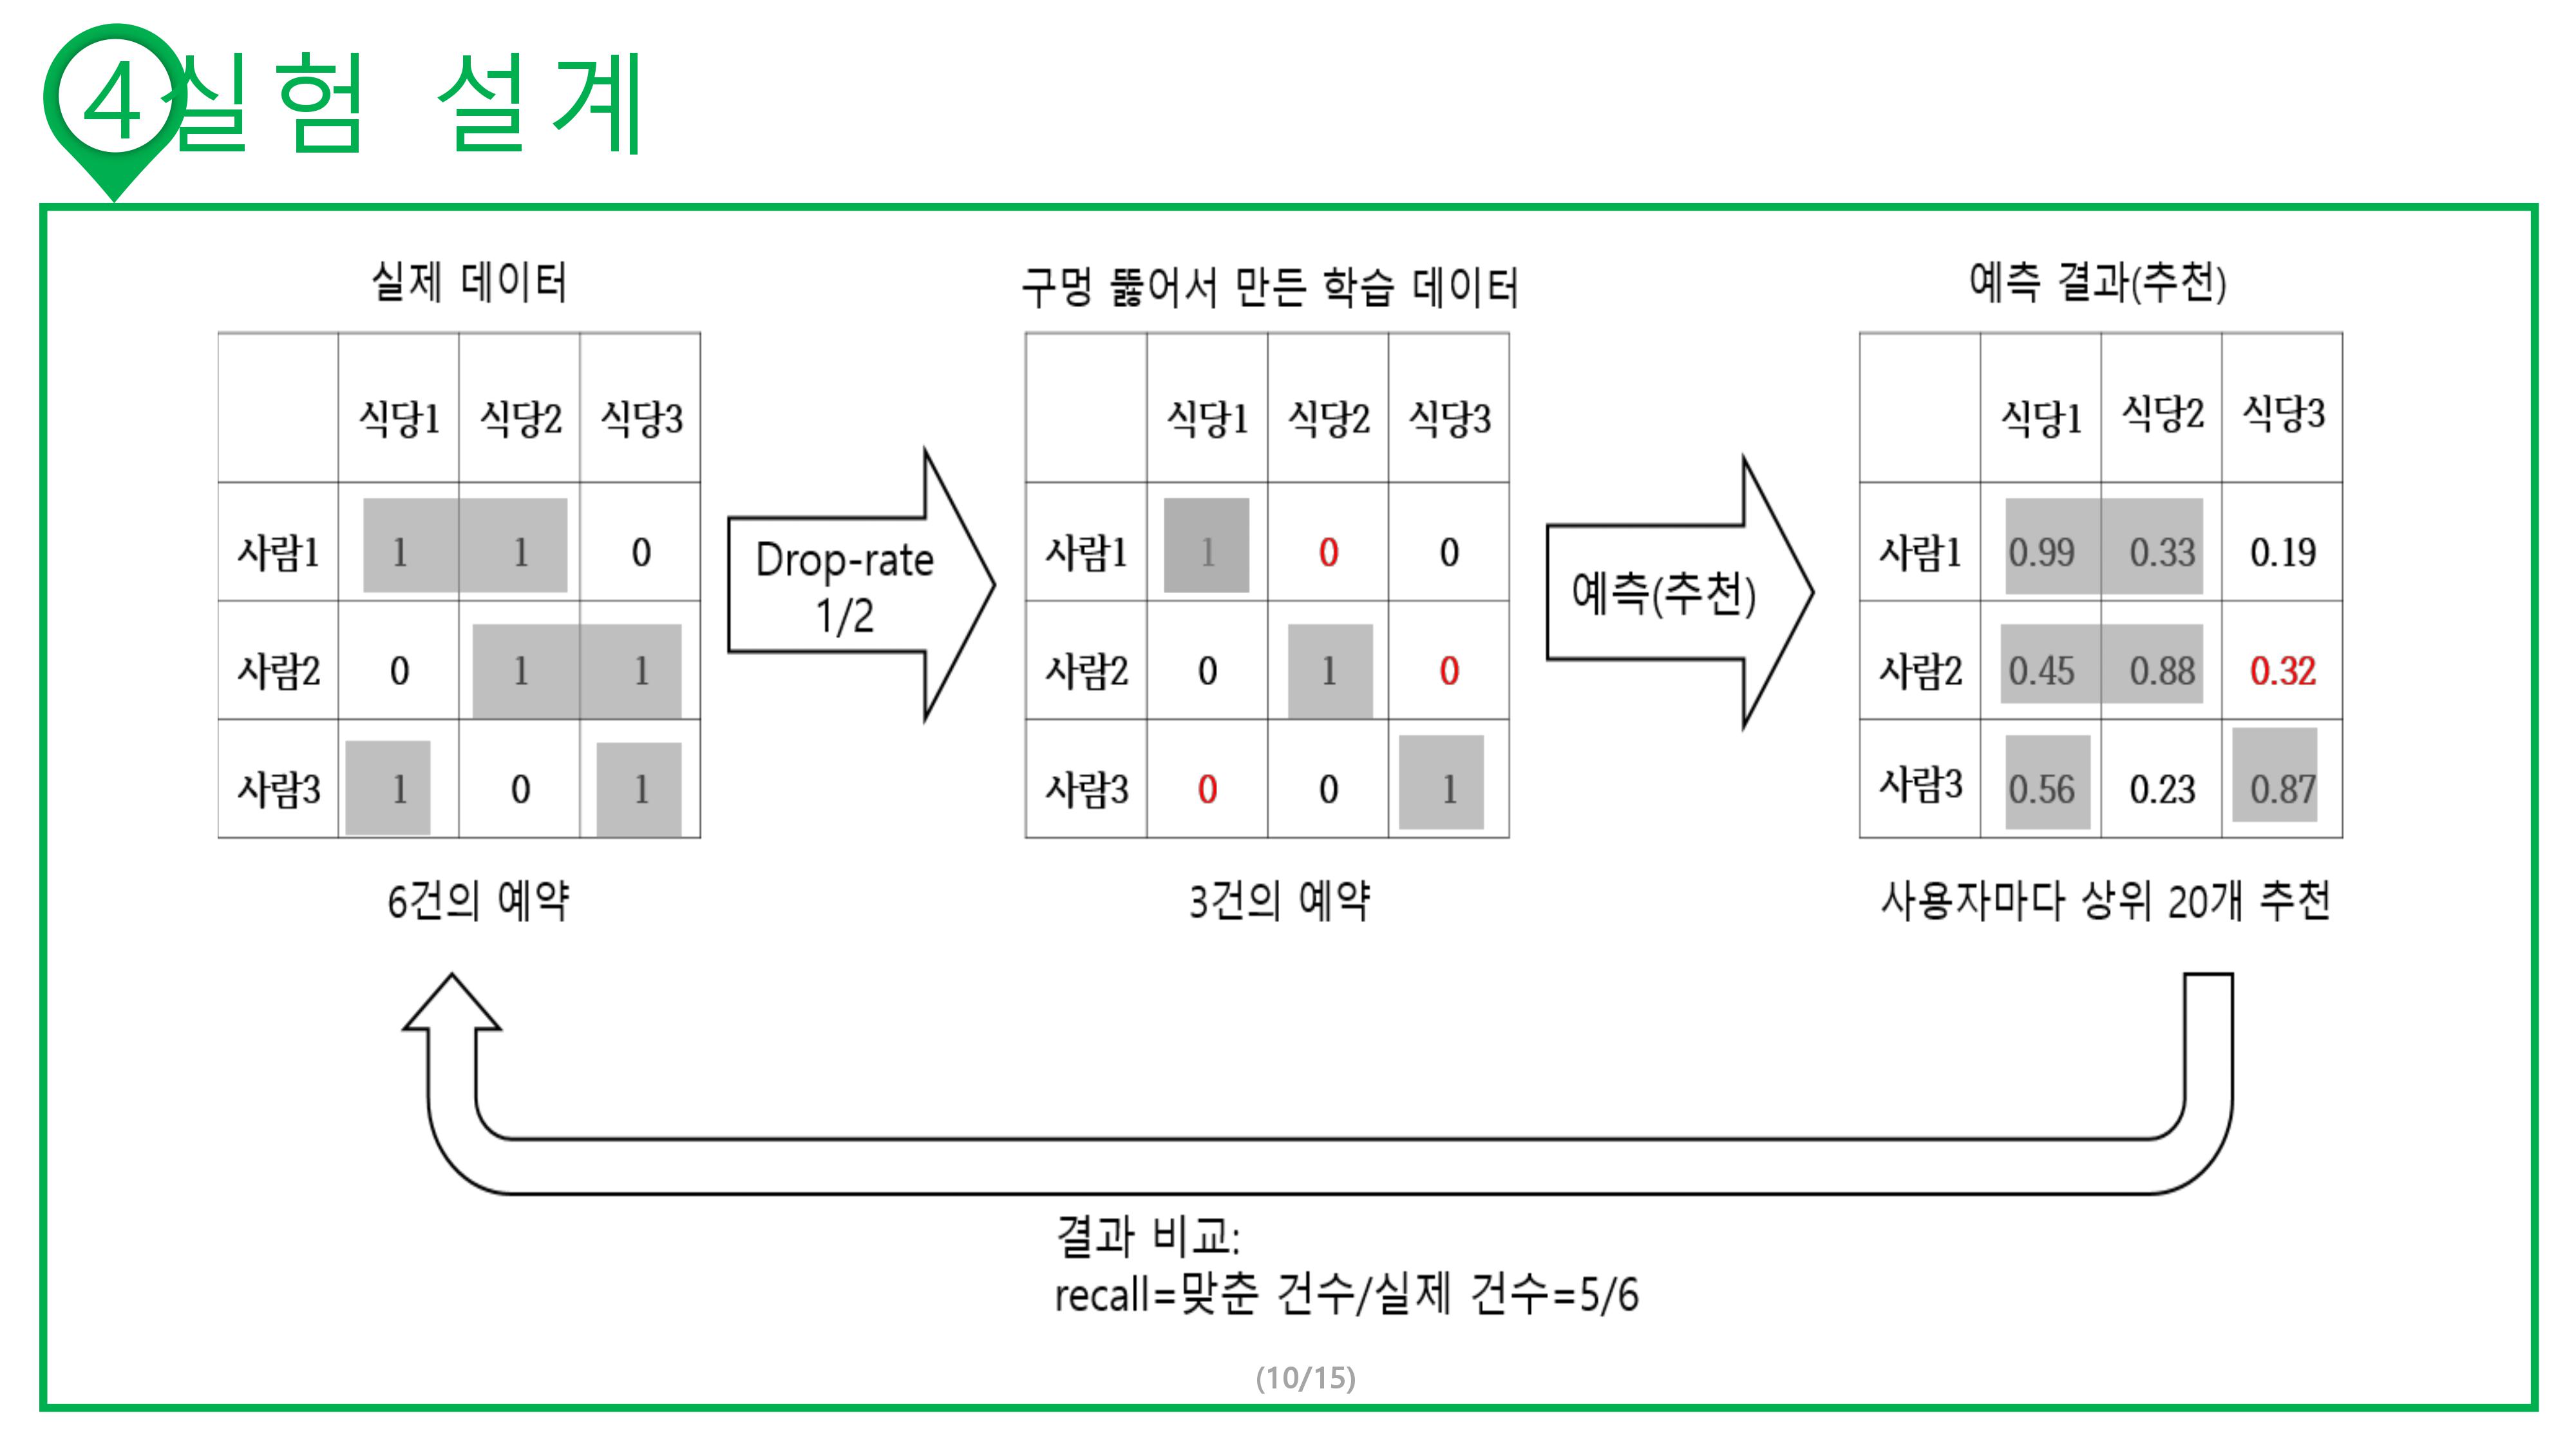 4 실험 설계
실제 데이터
식당1 식당2 식당3
사람1 1 1 0
사람2 0 1 1
사람3 1 0 1
6건의 예약
Drop-rate
1/2
구멍 뚫어서 만든 학습 데이터
식당1 식당2 식당3
사람1 1 0 0
사람2 0 1 0
사람3 0 0 1
3건의 예약
예측(추천)
예측 결과(추천)
식당1 식당2 식당3
사람1 0.99 0.33 0.19
사람2 0.45 0.88 0.32
사람3 0.56 0.23 0.87
사용자마다 상위 20개 추천
결과 비교:
recall=맞춘 건수/실제 건수=5/6
(10/15)